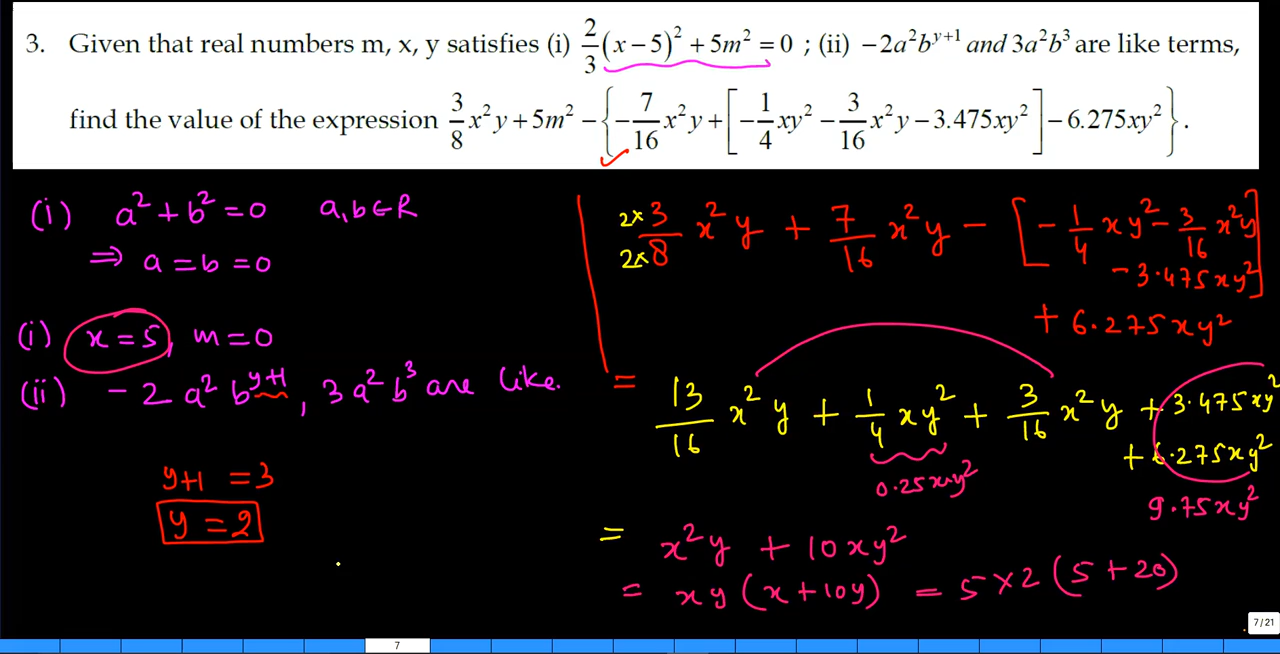 3. Given that real numbers m, x, y satisfies (i) 2/3(x−5)² + 5m² = 0 ; (ii) −2a²b^(y+1) and 3a²b³ are like terms,
find the value of the expression 3/8x²y + 5m² − {−7/16x²y + [−1/4xy² − 3/16x²y − 3.475xy²] − 6.275xy²}.
(i) a² + b² = 0 a, b ∈ R
⇒ a = b = 0
(i) x = 5, m = 0
(ii) −2a²b^(y+1), 3a²b³ are like.
y+1 = 3
y = 2
2× 3/8 x²y + 7/16 x²y − [−1/4 xy² − 3/16 x²y
2×
− 3.475xy²]
+ 6.275xy²
= 13/16 x²y + 1/4 xy² + 3/16 x²y + 3.475xy²
+ 6.275xy²
0.25xy²
9.75xy²
= x²y + 10xy²
= xy(x + 10y) = 5×2(5+20)
7
7/21